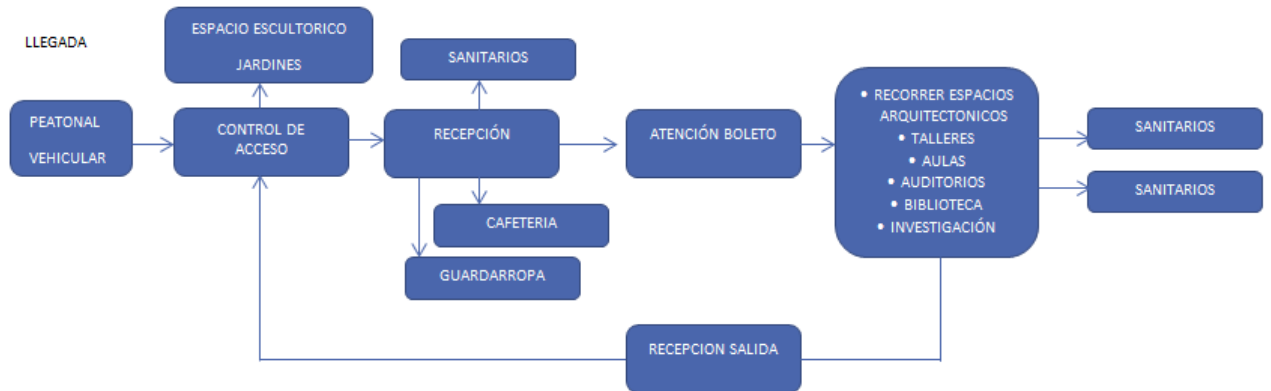 LLEGADA
ESPACIO ESCULTORICO
JARDINES
SANITARIOS
PEATONAL
VEHICULAR
CONTROL DE
ACCESO
RECEPCIÓN
ATENCIÓN BOLETO
• RECORRER ESPACIOS
ARQUITECTONICOS
• TALLERES
• AULAS
• AUDITORIOS
• BIBLIOTECA
• INVESTIGACIÓN
SANITARIOS
SANITARIOS
CAFETERIA
GUARDARROPA
RECEPCION SALIDA